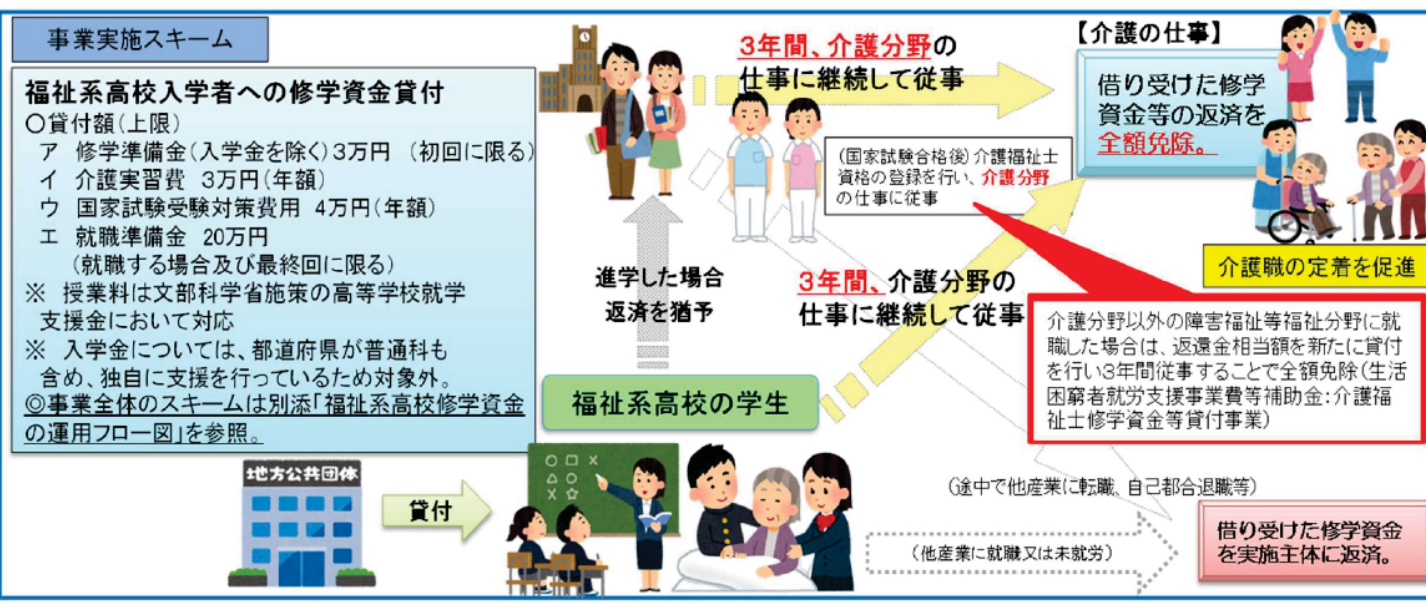 事業実施スキーム
福祉系高校入学者への修学資金貸付
○貸付額(上限)
ア 修学準備金(入学金を除く)3万円 (初回に限る)
イ 介護実習費 3万円(年額)
ウ 国家試験受験対策費用 4万円(年額)
エ 就職準備金 20万円
(就職する場合及び最終回に限る)
※ 授業料は文部科学省施策の高等学校就学
支援金において対応
※ 入学金については、都道府県が普通科も
含め、独自に支援を行っているため対象外。
◎事業全体のスキームは別添「福祉系高校修学資金
の運用フロー図」を参照。
地方公共団体
貸付
○□×
△○
×☆
福祉系高校の学生
進学した場合
返済を猶予
3年間、介護分野の
仕事に継続して従事
(国家試験合格後)介護福祉士
資格の登録を行い、介護分野
の仕事に従事
3年間、介護分野の
仕事に継続して従事
【介護の仕事】
借り受けた修学
資金等の返済を
全額免除。
介護職の定着を促進
介護分野以外の障害福祉等福祉分野に就
職した場合は、返還金相当額を新たに貸付
を行い3年間従事することで全額免除(生活
困窮者就労支援事業費等補助金:介護福
祉士修学資金等貸付事業)
(途中で他産業に転職、自己都合退職等)
(他産業に就職又は未就労)
借り受けた修学資金
を実施主体に返済。